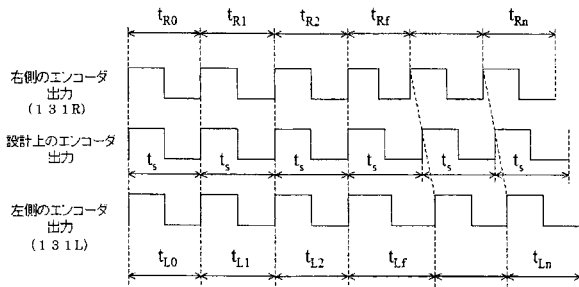 tR0 tR1 tR2 tRf tRn
右側のエンコーダ
出力
(131R)
設計上のエンコーダ
出力
ts ts ts ts ts ts
左側のエンコーダ
出力
(131L)
tL0 tL1 tL2 tLf tLn